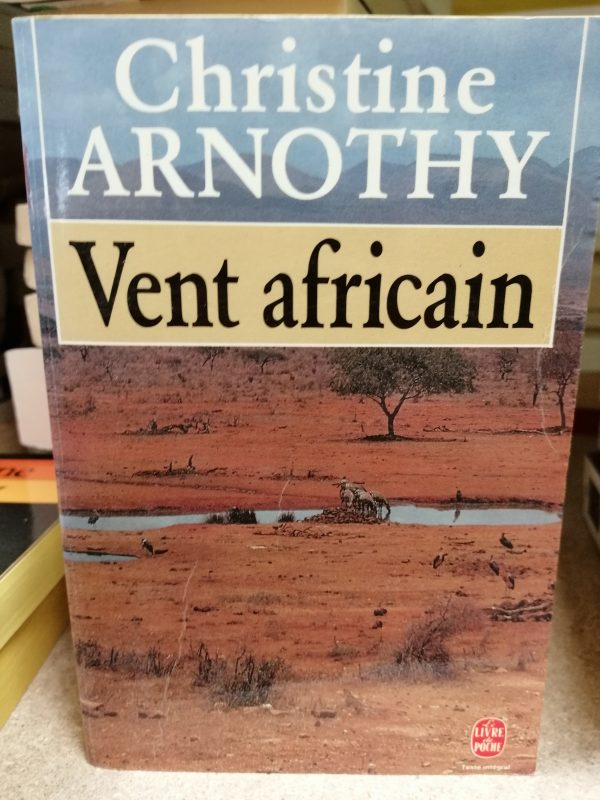 Christine
ARNOTHY
Vent africain
Le
LIVRE
de
POCHE
Texte intégral